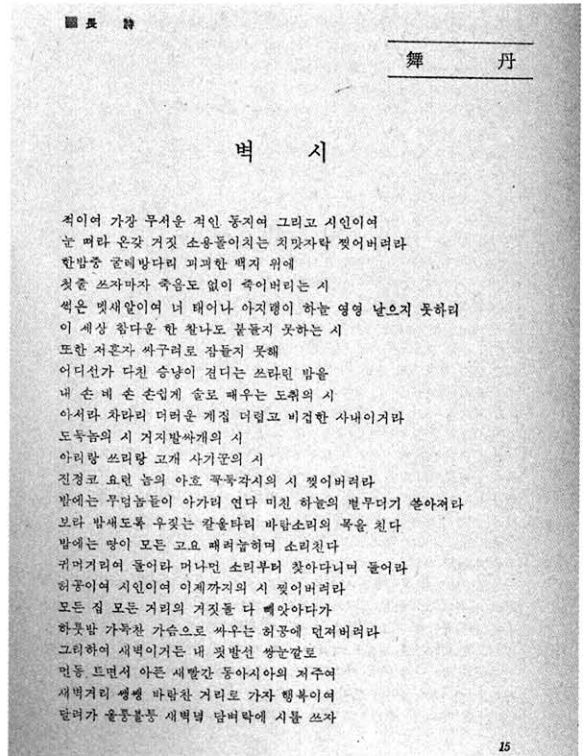 長 詩
舞 丹
벽 시
적이여 가장 무서운 적인 동지여 그리고 시인이여
눈 떠라 온갖 거짓 소용돌이치는 치맛자락 찢어버려라
한밤중 굴레방다리 괴괴한 백지 위에
첫줄 쓰자마자 죽음도 없이 죽어버리는 시
썩은 멧새알이여 너 태어나 아지랭이 하늘 영영 날으지 못하리
이 세상 참다운 한 찰나도 붙들지 못하는 시
또한 저혼자 싸구려로 잠들지 못해
어디선가 다친 승냥이 견디는 쓰라린 밤을
내 손 네 손 손쉽게 술로 때우는 도취의 시
아서라 차라리 더러운 계집 더럽고 비겁한 사내이거라
도둑놈의 시 거지발싸개의 시
아리랑 쓰리랑 고개 사기꾼의 시
진정코 요런 놈의 아흐 꼭둑각시의 시 찢어버려라
밤에는 무덤놈들이 아가리 연다 미친 하늘의 별무더기 쏟아져라
보라 밤새도록 우짖는 칼울타리 바람소리의 목을 친다
밤에는 땅이 모든 고요 때려눕히며 소리친다
귀머거리여 들어라 머나먼 소리부터 찾아다니며 들어라
허공이여 시인이여 이제까지의 시 찢어버려라
모든 집 모든 거리의 거짓들 다 빼앗아다가
하룻밤 가득찬 가슴으로 싸우는 허공에 던져버려라
그리하여 새벽이거든 내 핏발선 쌍눈깔로
먼동 트면서 아픈 새빨간 동아시아의 저주여
새벽거리 쌩쌩 바람찬 거리로 가자 행복이여
달려가 울퉁불퉁 새벽녘 담벼락에 시를 쓰자
15